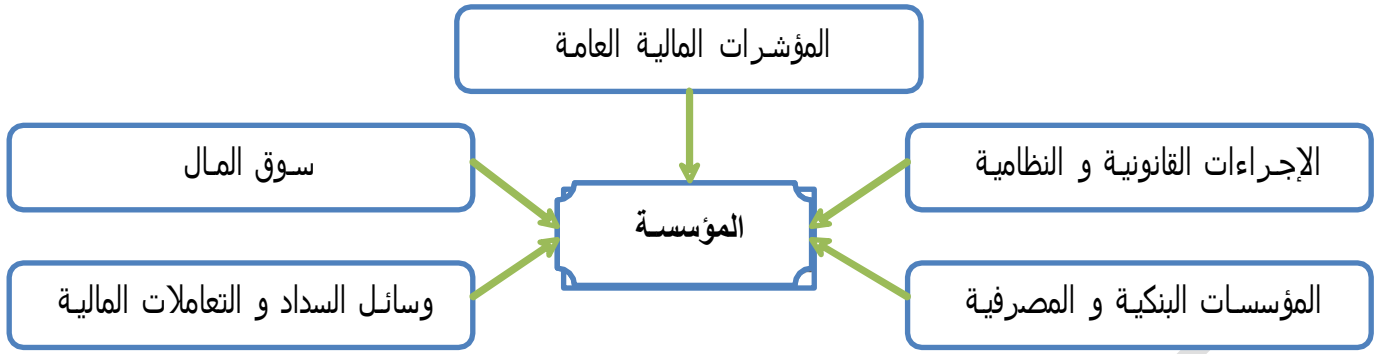 المؤشرات المالية العامة
الإجراءات القانونية و النظامية
سوق المال
المؤسسة
المؤسسات البنكية و المصرفية
وسائل السداد و التعاملات المالية